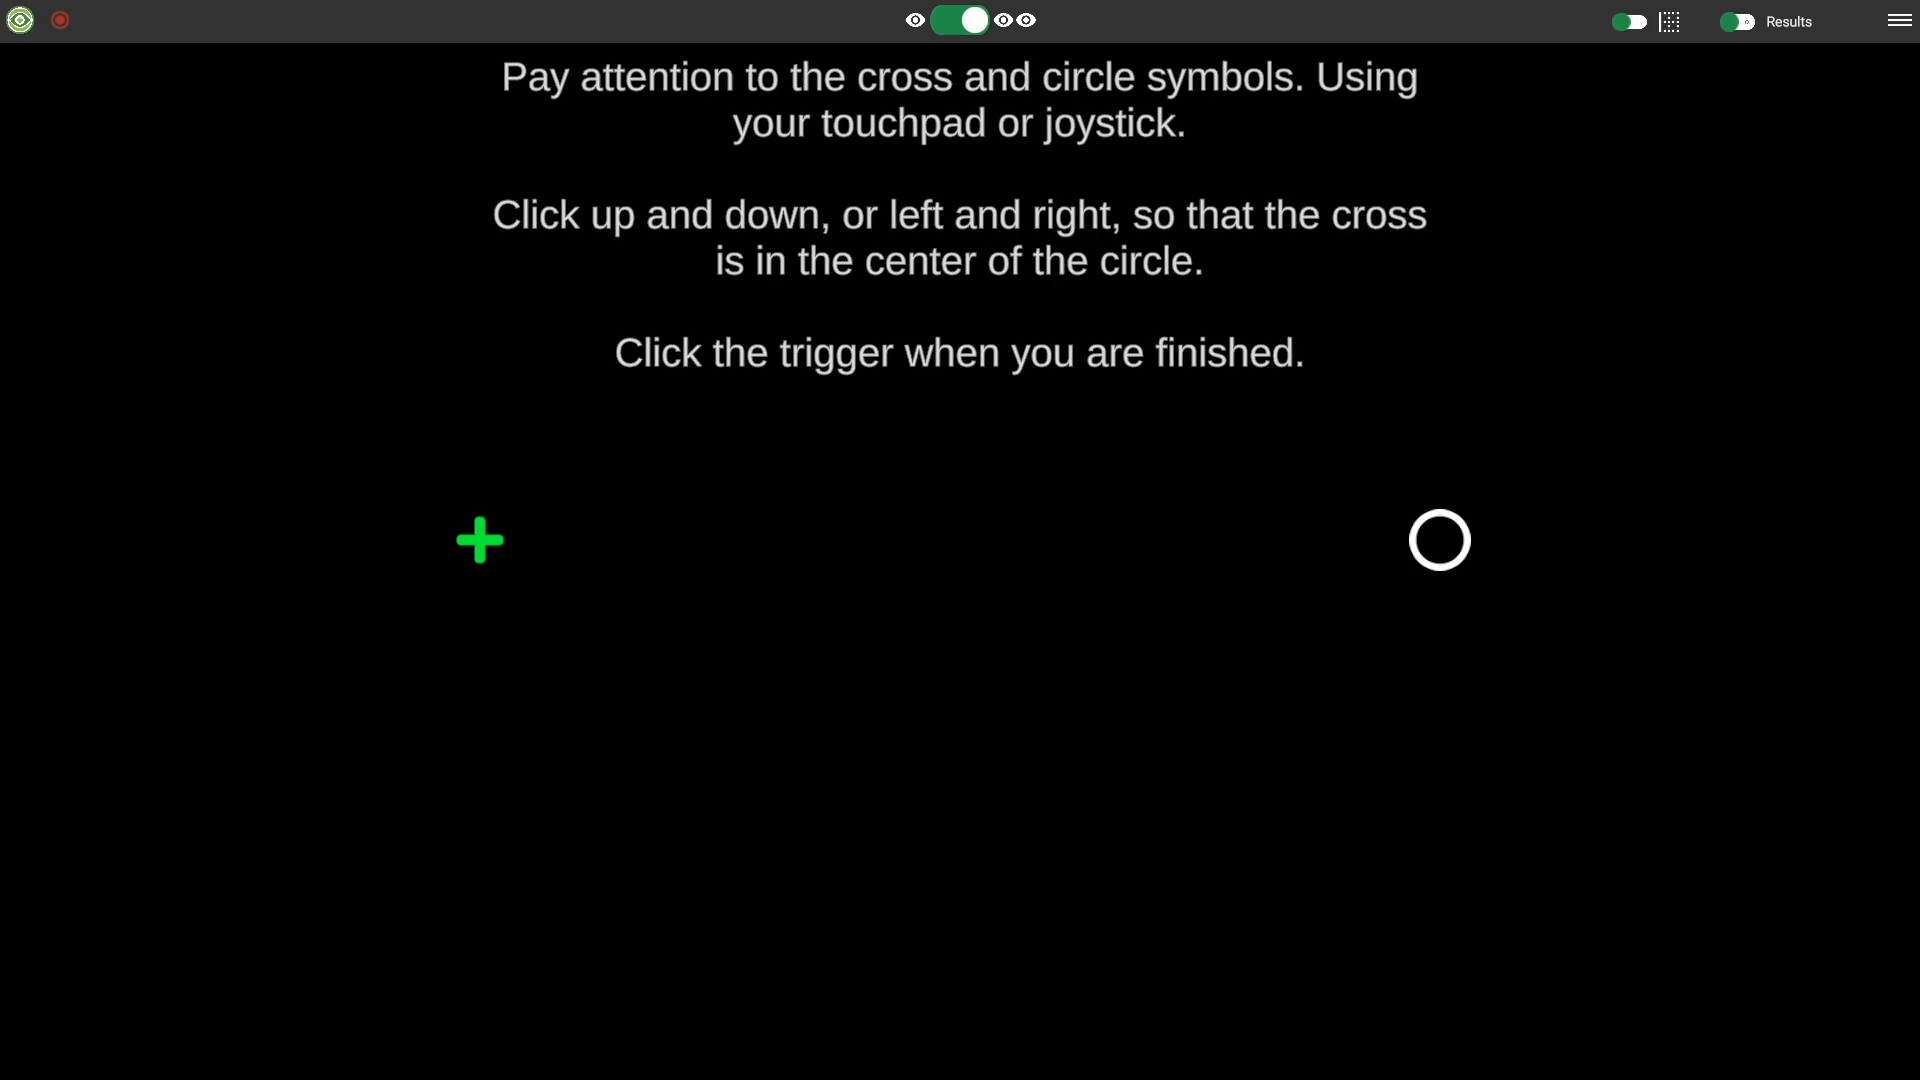 Results
Pay attention to the cross and circle symbols. Using
your touchpad or joystick.
Click up and down, or left and right, so that the cross
is in the center of the circle.
Click the trigger when you are finished.